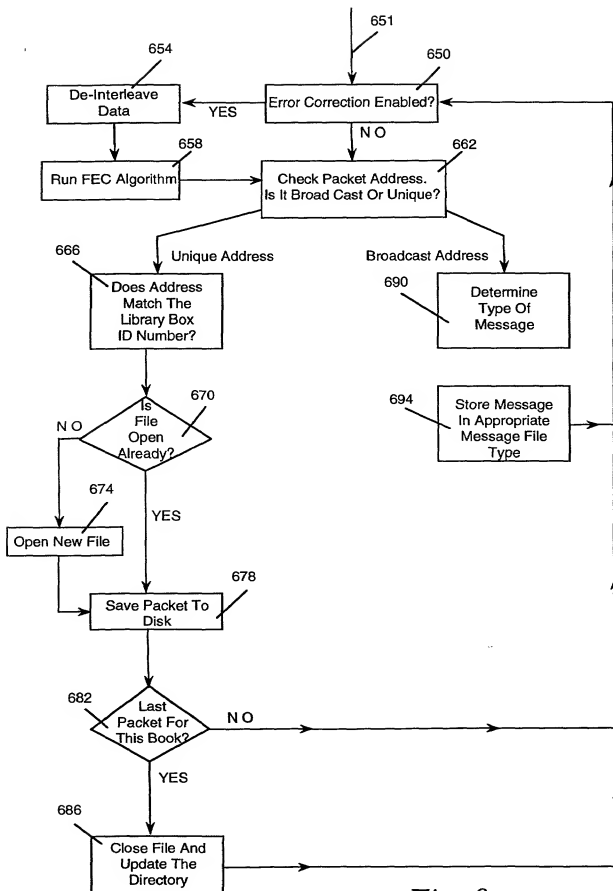 651
654
650
De-Interleave
Data
YES
Error Correction Enabled?
NO
658
662
Run FEC Algorithm
Check Packet Address.
Is It Broad Cast Or Unique?
Unique Address
Broadcast Address
666
Does Address
Match The
Library Box
ID Number?
690
Determine
Type Of
Message
670
Is
File
Open
Already?
NO
694
Store Message
In Appropriate
Message File
Type
674
YES
Open New File
678
Save Packet To
Disk
682
Last
Packet For
This Book?
NO
YES
686
Close File And
Update The
Directory